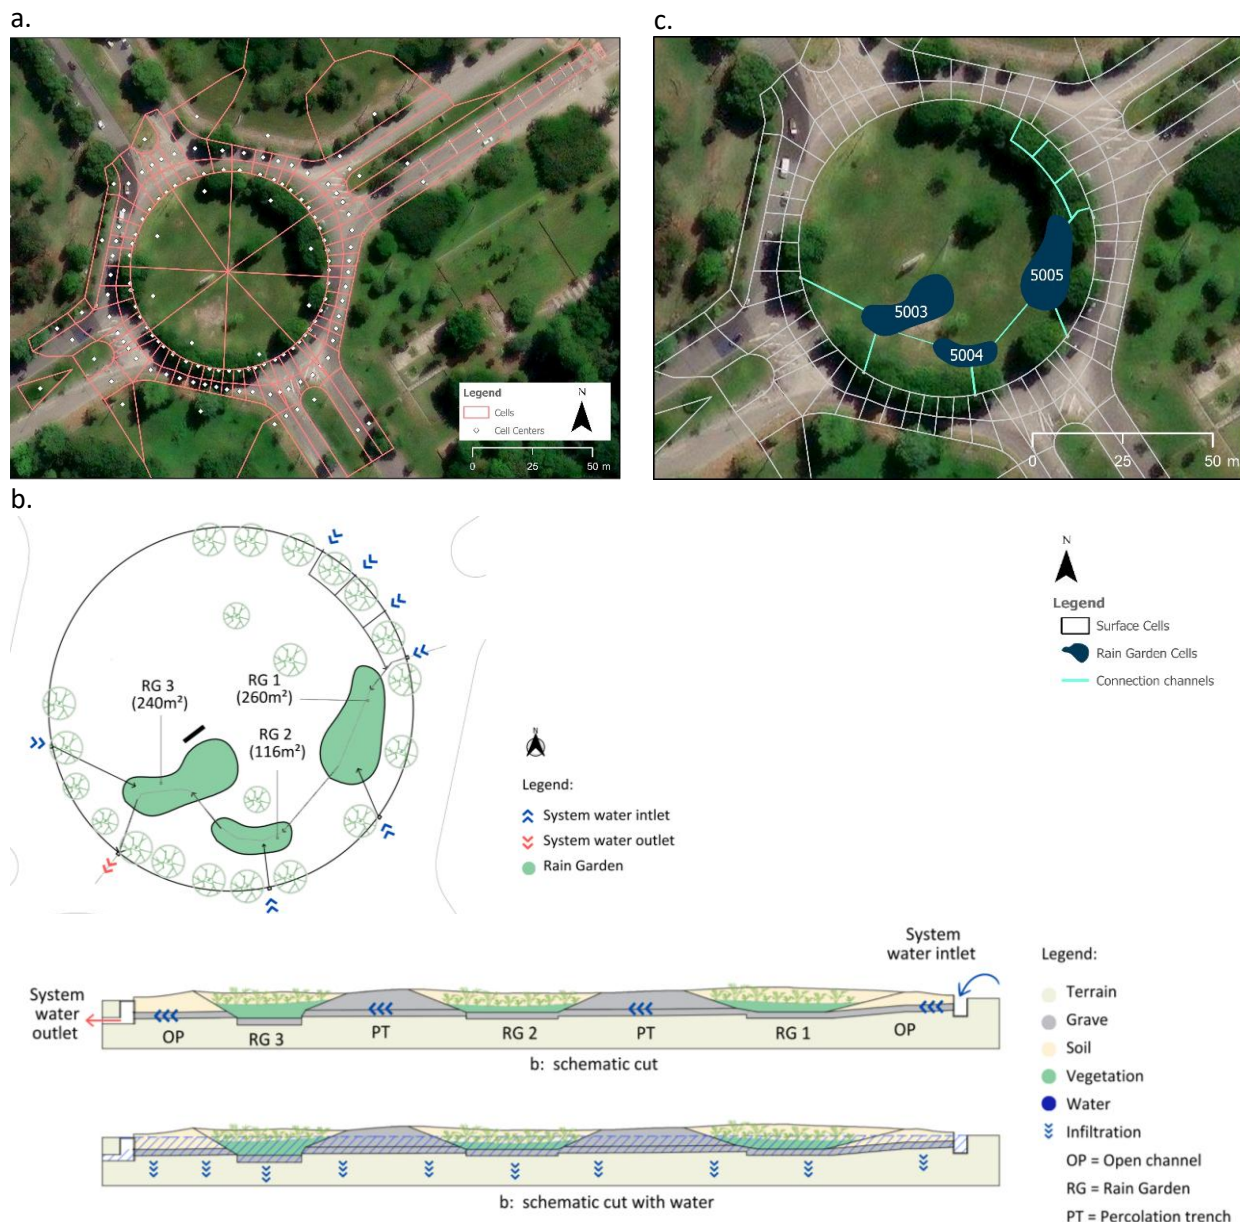 a.
Legend
Cells
Cell Centers
N
0 25 50 m
c.
5003
5004
5005
0 25 50 m
b.
RG 3
(240m²)
RG 1
(260m²)
RG 2
(116m²)
Legend:
System water inlet
System water outlet
Rain Garden
N
Legend
Surface Cells
Rain Garden Cells
Connection channels
System
water intlet
System
water
outlet
OP
RG 3
PT
RG 2
PT
RG 1
OP
b: schematic cut
b: schematic cut with water
Legend:
Terrain
Grave
Soil
Vegetation
Water
Infiltration
OP = Open channel
RG = Rain Garden
PT = Percolation trench